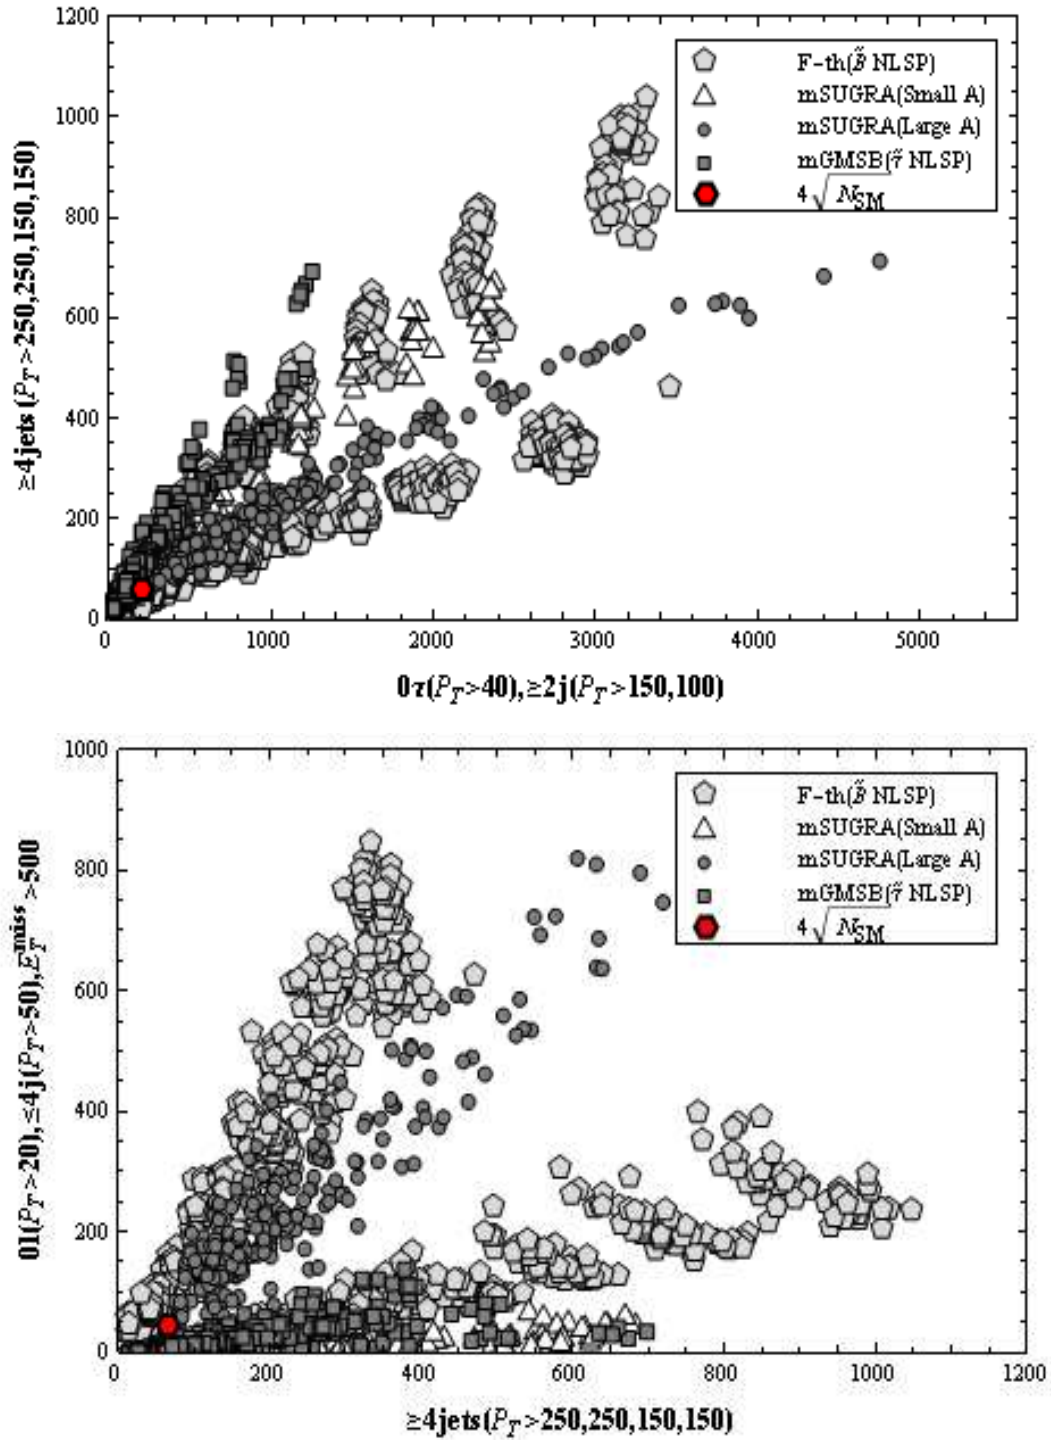 1200
1000
800
600
400
200
0
≥4jets (P_T>250,250,150,150)
F-th(B̃ NLSP)
mSUGRA(Small A)
mSUGRA(Large A)
mGMSB(τ̃ NLSP)
4√N_SM
0 1000 2000 3000 4000 5000
0τ(P_T>40),≥2j(P_T>150,100)
1000
800
600
400
200
0
0l(P_T>20),≤4j(P_T>50),E_T^miss>500
F-th(B̃ NLSP)
mSUGRA(Small A)
mSUGRA(Large A)
mGMSB(τ̃ NLSP)
4√N_SM
0 200 400 600 800 1000 1200
≥4jets(P_T>250,250,150,150)